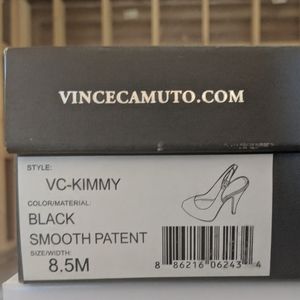 VINCECAMUTO.COM
STYLE:
VC-KIMMY
COLOR/MATERIAL:
BLACK
SMOOTH PATENT
SIZE/WIDTH:
8.5M
8 86216 06243 4